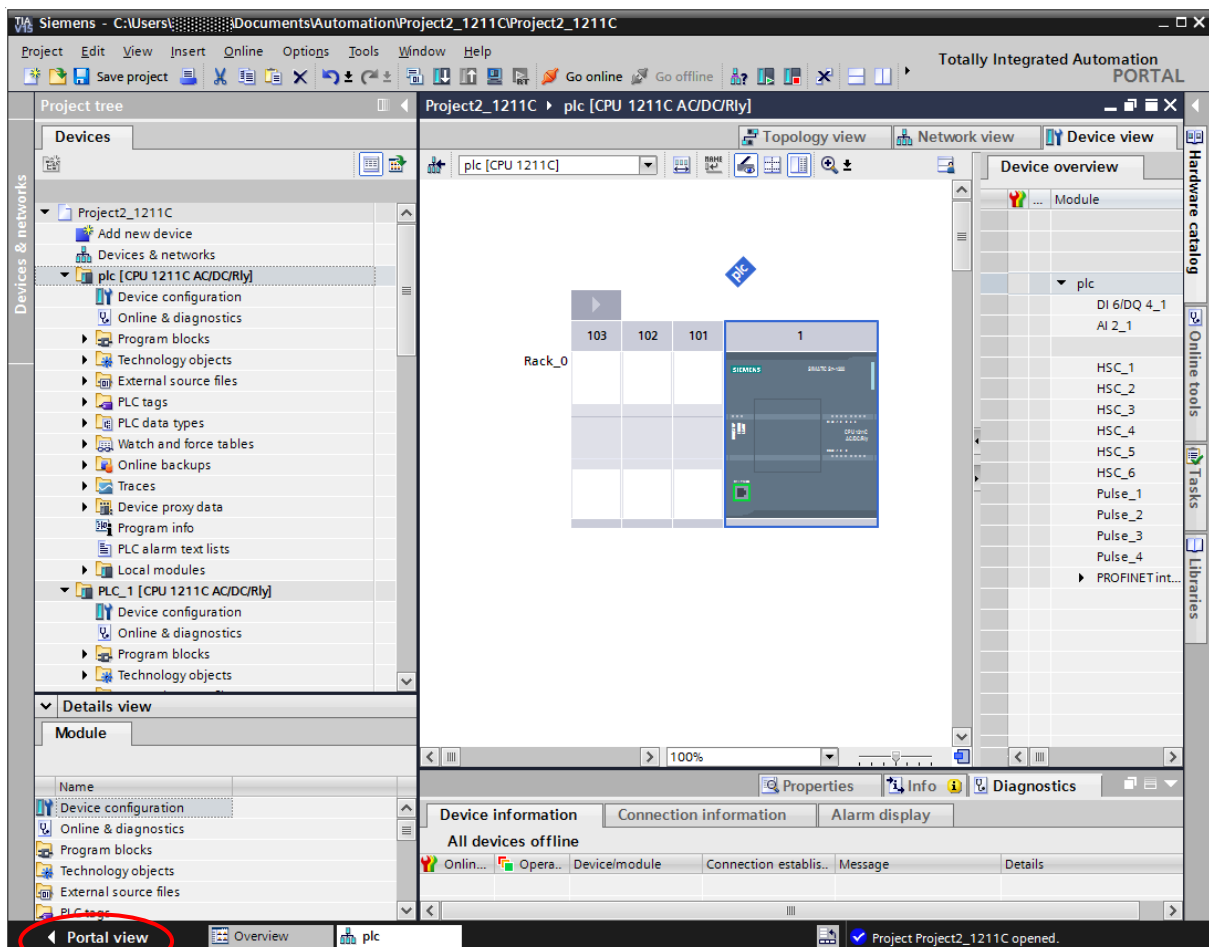 TIA V15 Siemens - C:\Users\ \Documents\Automation\Project2_1211C\Project2_1211C
Project Edit View Insert Online Options Tools Window Help
Totally Integrated Automation
PORTAL
Save project Go online Go offline
Project tree
Project2_1211C plc [CPU 1211C AC/DC/Rly]
Devices
Topology view Network view Device view
plc [CPU 1211C]
Device overview
... Module
Project2_1211C
Add new device
Devices & networks
plc [CPU 1211C AC/DC/Rly]
Device configuration
Online & diagnostics
Program blocks
Technology objects
External source files
PLC tags
PLC data types
Watch and force tables
Online backups
Traces
Device proxy data
Program info
PLC alarm text lists
Local modules
PLC_1 [CPU 1211C AC/DC/Rly]
Device configuration
Online & diagnostics
Program blocks
Technology objects
Devices & networks
plc
103 102 101 1
Rack_0
SIEMENS
CPU 1211C
AC/DC/Rly
100%
plc
DI 6/DQ 4_1
AI 2_1
HSC_1
HSC_2
HSC_3
HSC_4
HSC_5
HSC_6
Pulse_1
Pulse_2
Pulse_3
Pulse_4
PROFINET int...
Hardware catalog
Online tools
Tasks
Libraries
Details view
Module
Name
Device configuration
Online & diagnostics
Program blocks
Technology objects
External source files
PLC tags
Properties Info Diagnostics
Device information Connection information Alarm display
All devices offline
Onlin... Opera.. Device/module Connection establis.. Message Details
Portal view Overview plc Project Project2_1211C opened.